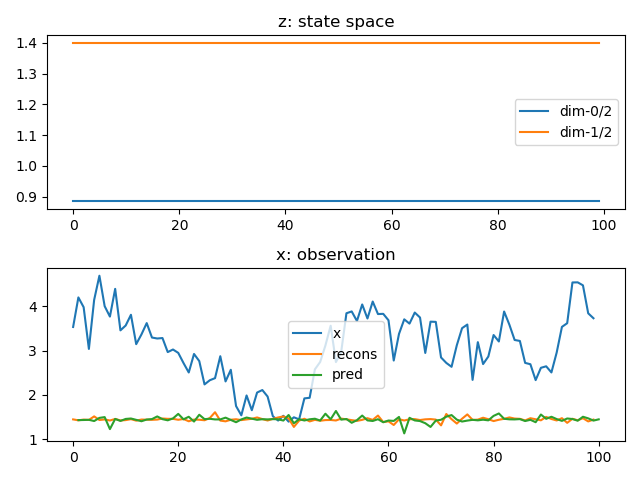 z: state space
1.4
1.3
1.2
1.1
1.0
0.9
dim-0/2
dim-1/2
0 20 40 60 80 100
x: observation
4
3
2
1
x
recons
pred
0 20 40 60 80 100